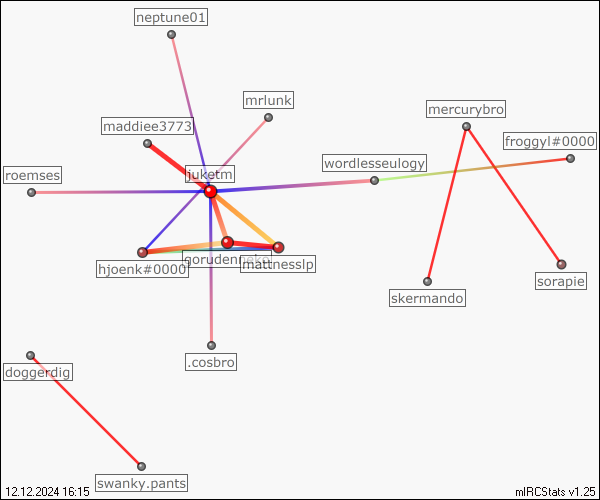 neptune01
mrlunk
mercurybro
maddiee3773
froggyl#0000
wordlesseulogy
roemses
juketm
hjoenk#0000
mattnesslp
sorapie
skermando
.cosbro
doggerdig
swanky.pants
12.12.2024 16:15
mIRCStats v1.25